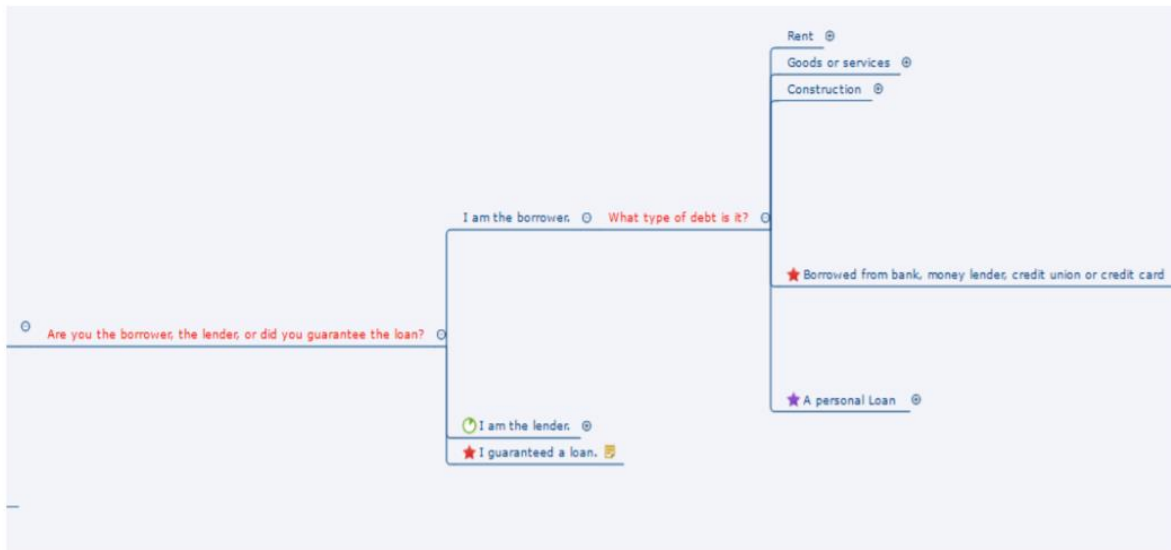 Rent
Goods or services
Construction
I am the borrower.
What type of debt is it?
Borrowed from bank, money lender, credit union or credit card
Are you the borrower, the lender, or did you guarantee the loan?
A personal Loan
I am the lender.
I guaranteed a loan.